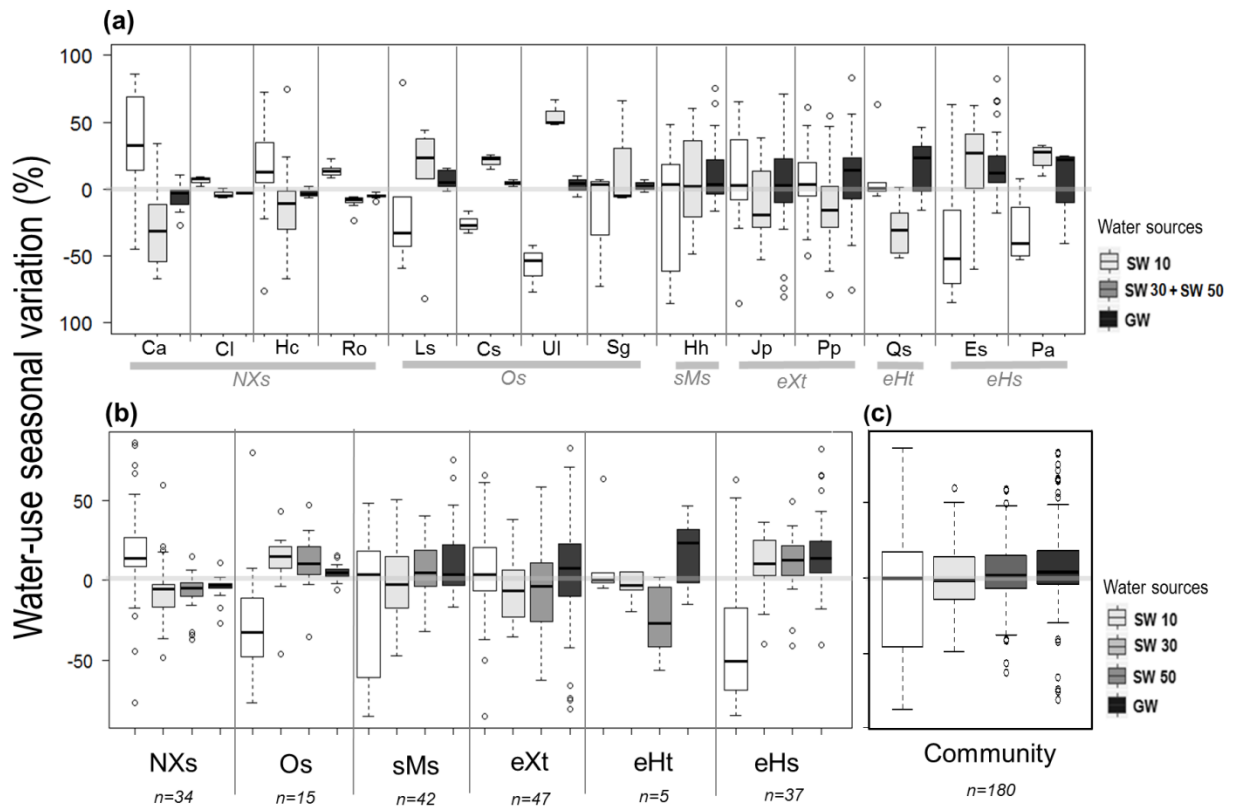 (a)
Water-use seasonal variation (%)
100
50
0
50
100
Ca Cl Hc Ro Ls Cs Ul Sg Hh Jp Pp Qs Es Pa
NXs Os sMs eXt eHt eHs
Water sources
SW 10
SW 30 + SW 50
GW
(b)
50
0
-50
NXs Os sMs eXt eHt eHs
n=34 n=15 n=42 n=47 n=5 n=37
(c)
Community
n=180
Water sources
SW 10
SW 30
SW 50
GW